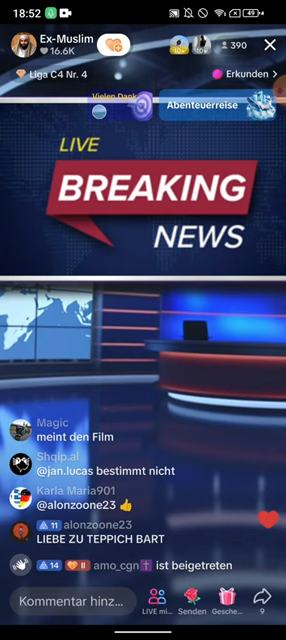 18:52
49
Ex-Muslim
16.6K
390
Liga C4 Nr. 4
Erkunden >
Vielen Dank
Abenteuerreise
LIVE
BREAKING
NEWS
Magic
meint den Film
Shqip.al
@jan.lucas bestimmt nicht
Karla Maria901
@alonzoone23 👍
11 alonzoone23
LIEBE ZU TEPPICH BART
14 II amo_cgn✝️ ist beigetreten
Kommentar hinz...
LIVE mi...
Senden
Gesche...
9